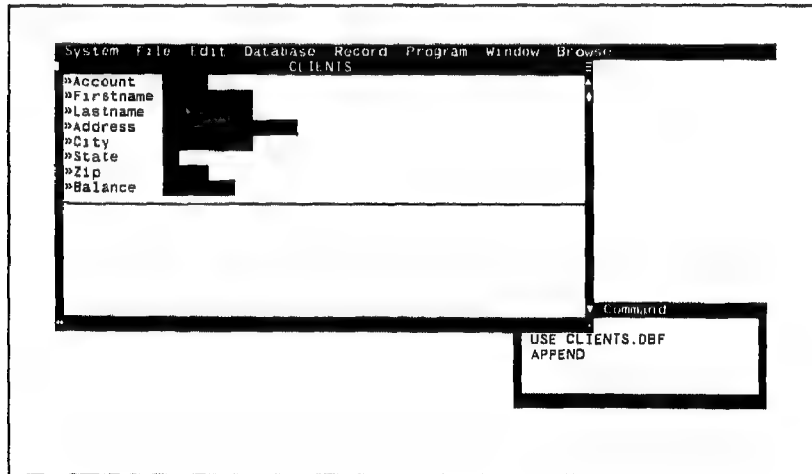 System File Edit Database Record Program Window Browse
CLIENTS
»Account
»Firstname
»Lastname
»Address
»City
»State
»Zip
»Balance
Command
USE CLIENTS.DBF
APPEND